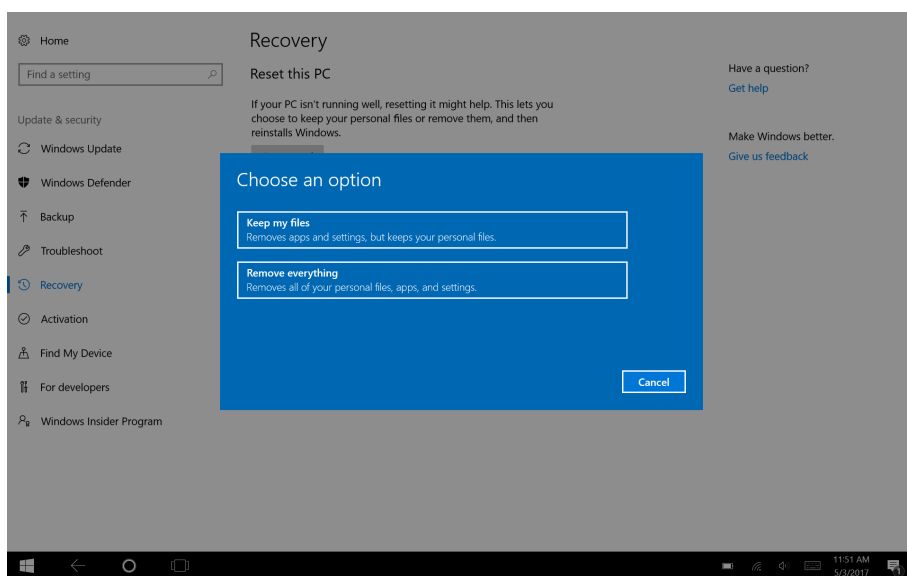 Home
Find a setting
Update & security
Windows Update
Windows Defender
Backup
Troubleshoot
Recovery
Activation
Find My Device
For developers
Windows Insider Program
Recovery
Reset this PC
If your PC isn't running well, resetting it might help. This lets you
choose to keep your personal files or remove them, and then
reinstalls Windows.
Have a question?
Get help
Make Windows better.
Give us feedback
Choose an option
Keep my files
Removes apps and settings, but keeps your personal files.
Remove everything
Removes all of your personal files, apps, and settings.
Cancel
11:51 AM
5/3/2017
1